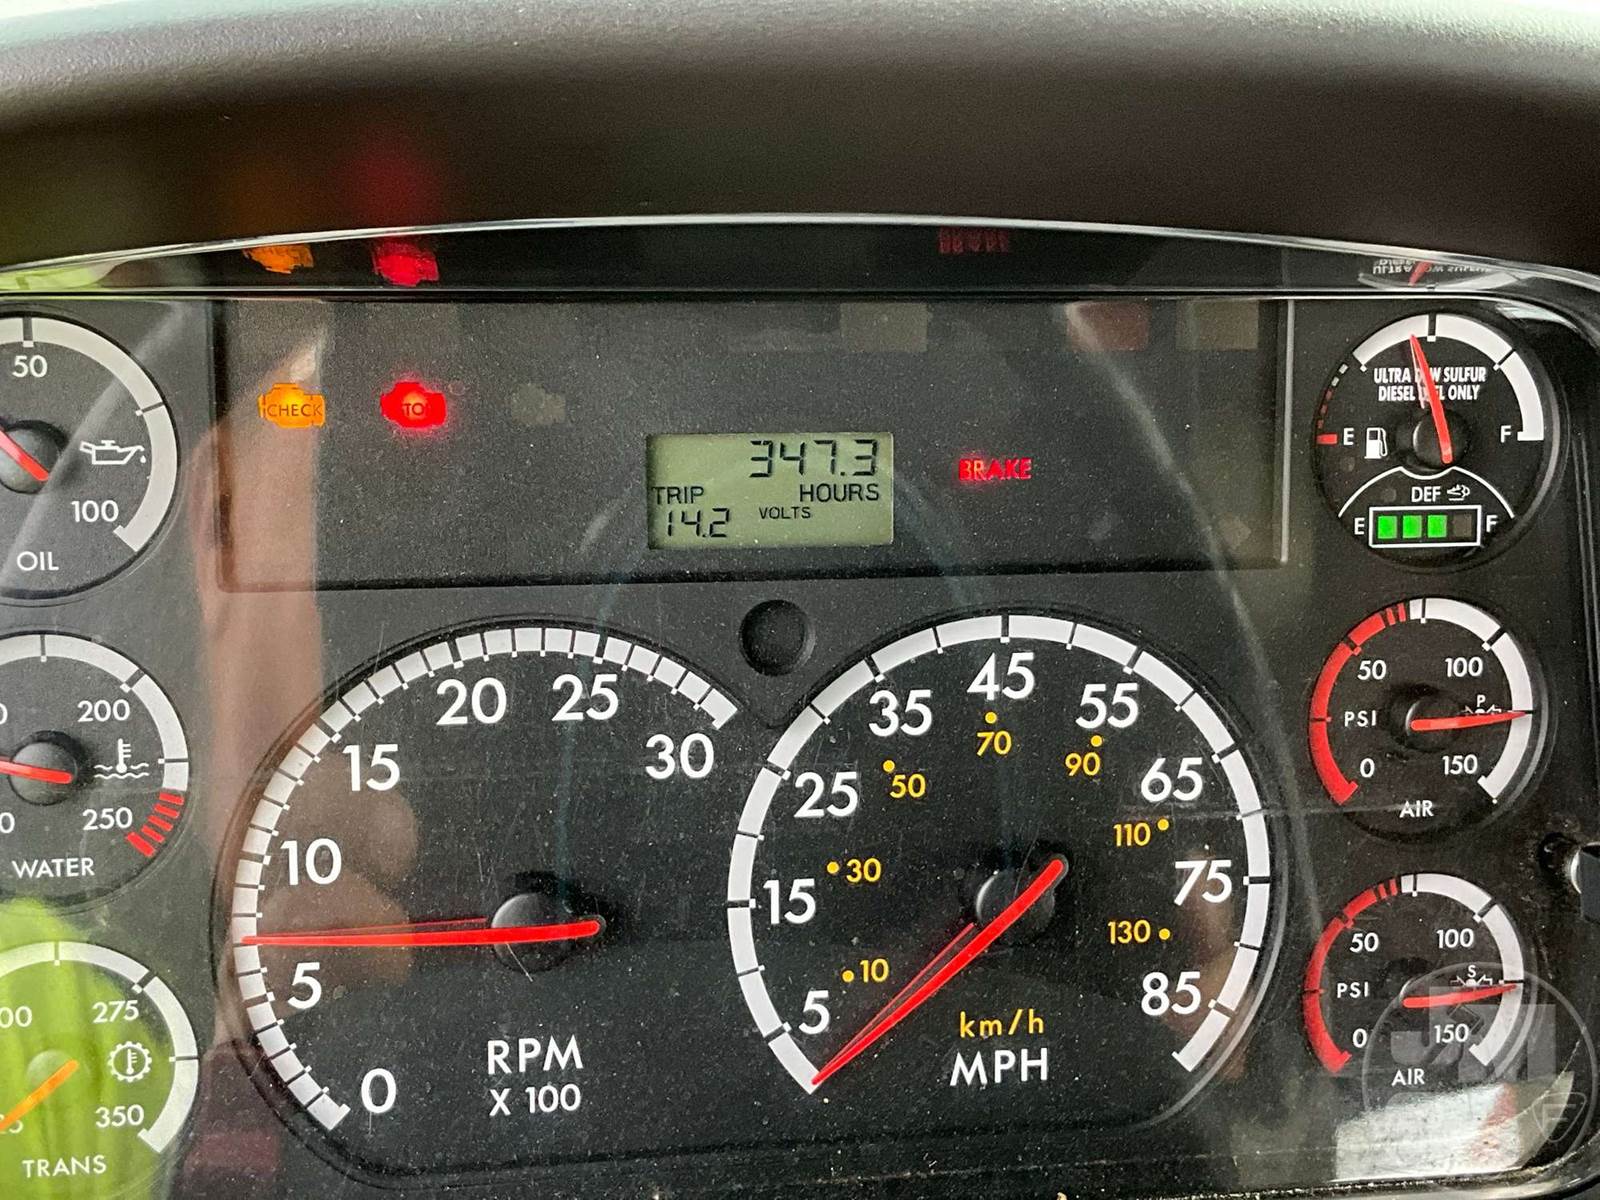 BRAKE
50
100
OIL
CHECK
347.3
TRIP HOURS
14.2 VOLTS
BRAKE
DIESEL FUEL ONLY
E F
DEF
E F
200
250
WATER
0
5
10
15
20
25
30
RPM
X 100
5
15
25
35
45
55
65
75
85
10
30
50
70
90
110
130
km/h
MPH
50 100
PSI P
0 150
AIR
50 100
PSI S
0 150
AIR
275
350
TRANS